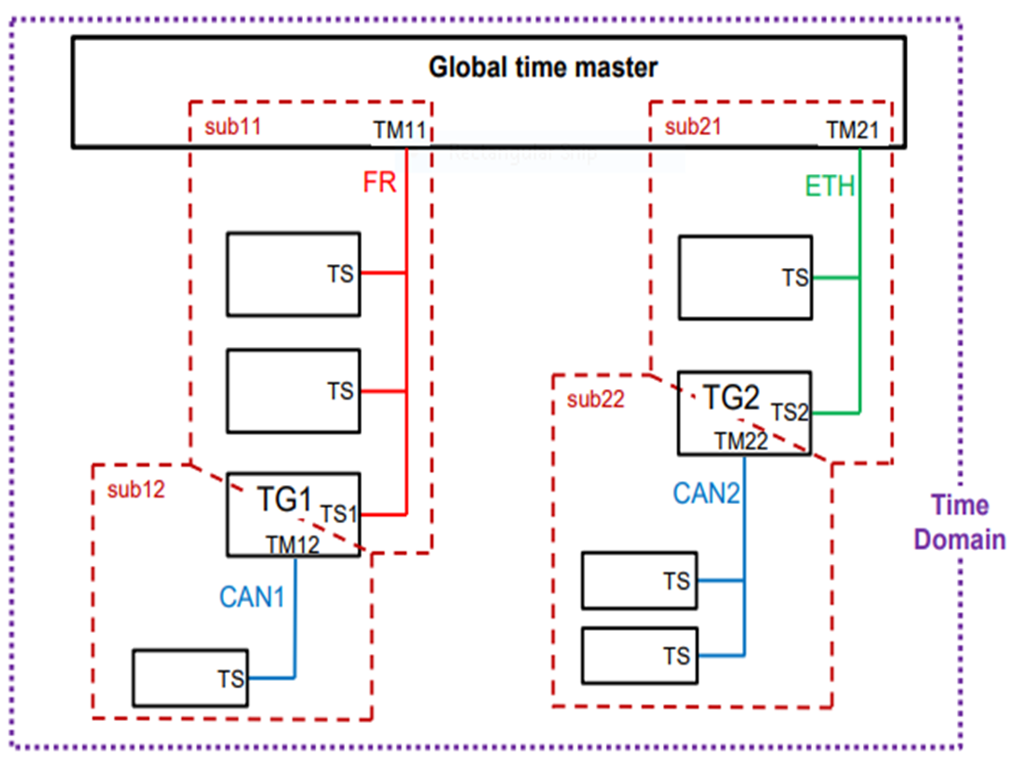 Global time master
sub11
TM11
sub21
TM21
FR
ETH
TS
TS
TS
sub22
TG2
TS2
TM22
sub12
TG1
TS1
TM12
CAN2
Time
Domain
CAN1
TS
TS
TS